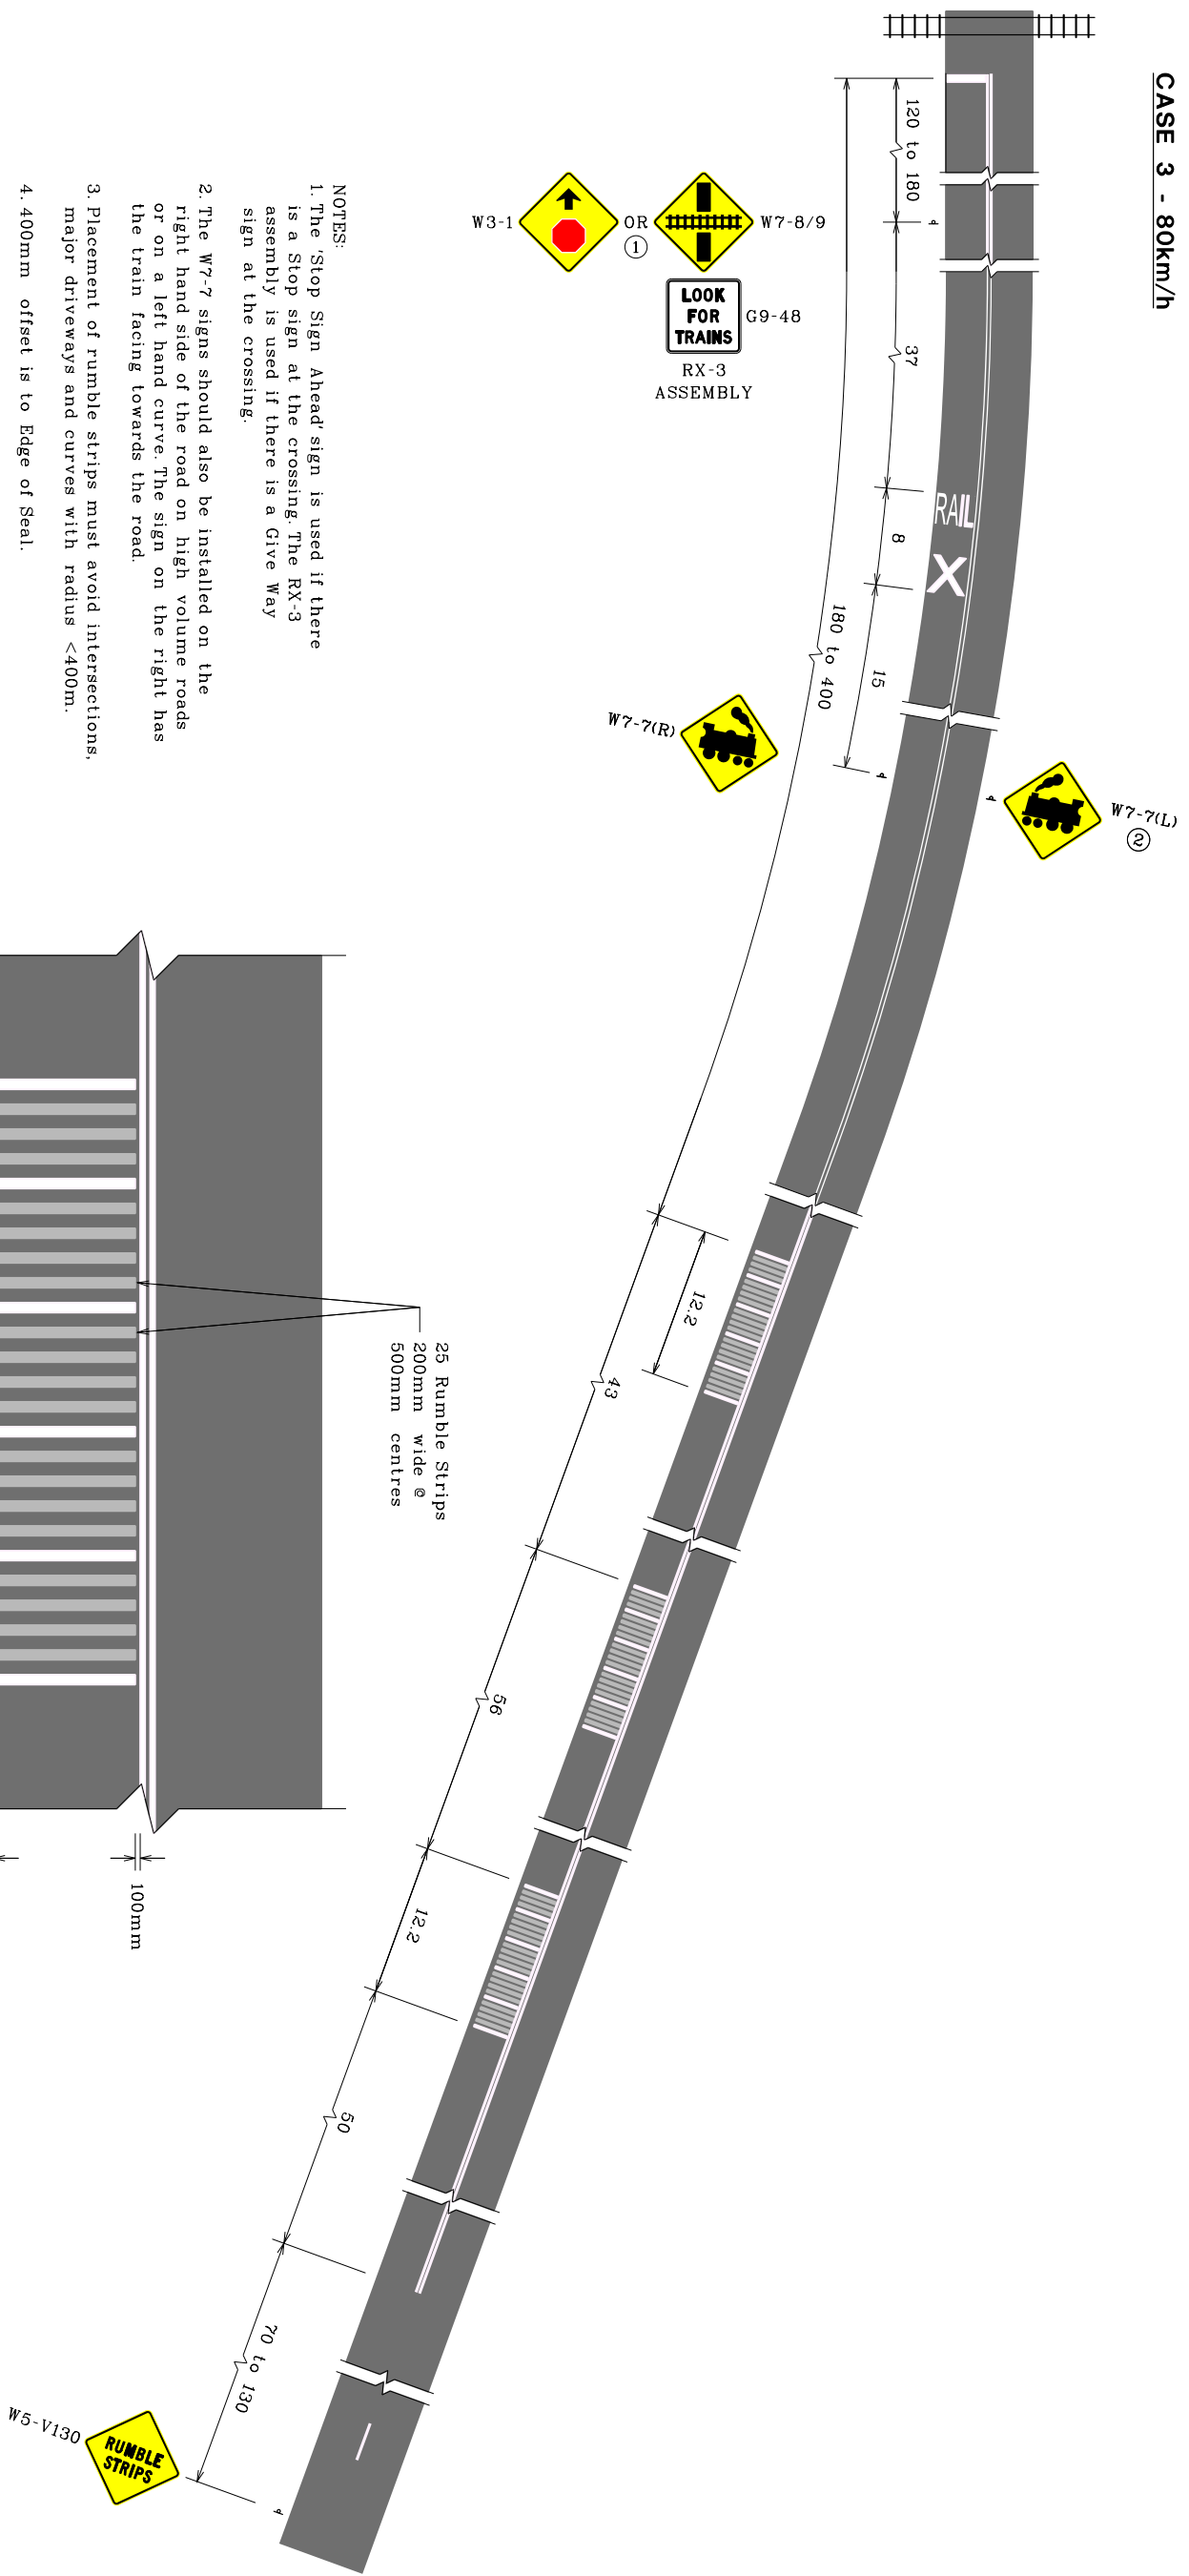 CASE 3 - 80km/h
120 to 180
37
8
15
180 to 400
43
12.2
56
12.2
50
70 to 130
RAIL
X
W3-1
OR
1
W7-8/9
LOOK
FOR
TRAINS
G9-48
RX-3
ASSEMBLY
W7-7(R)
W7-7(L)
2
W5-V130
RUMBLE
STRIPS
NOTES:
1. The 'Stop Sign Ahead' sign is used if there
is a Stop sign at the crossing. The RX-3
assembly is used if there is a Give Way
sign at the crossing.
2. The W7-7 signs should also be installed on the
right hand side of the road on high volume roads
or on a left hand curve. The sign on the right has
the train facing towards the road.
3. Placement of rumble strips must avoid intersections,
major driveways and curves with radius <400m.
4. 400mm offset is to Edge of Seal.
25 Rumble Strips
200mm wide @
500mm centres
100mm